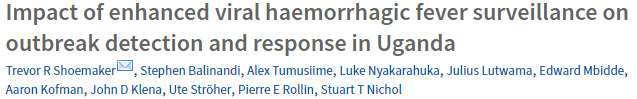 Impact of enhanced viral haemorrhagic fever surveillance on
outbreak detection and response in Uganda
Trevor R Shoemaker, Stephen Balinandi, Alex Tumusiime, Luke Nyakarahuka, Julius Lutwama, Edward Mbidde,
Aaron Kofman, John D Klena, Ute Ströher, Pierre E Rollin, Stuart T Nichol